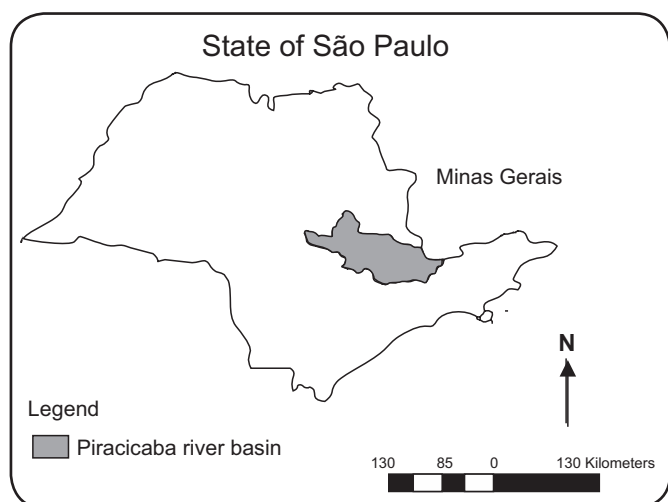 State of São Paulo
Minas Gerais
N
Legend
Piracicaba river basin
130 85 0 130 Kilometers